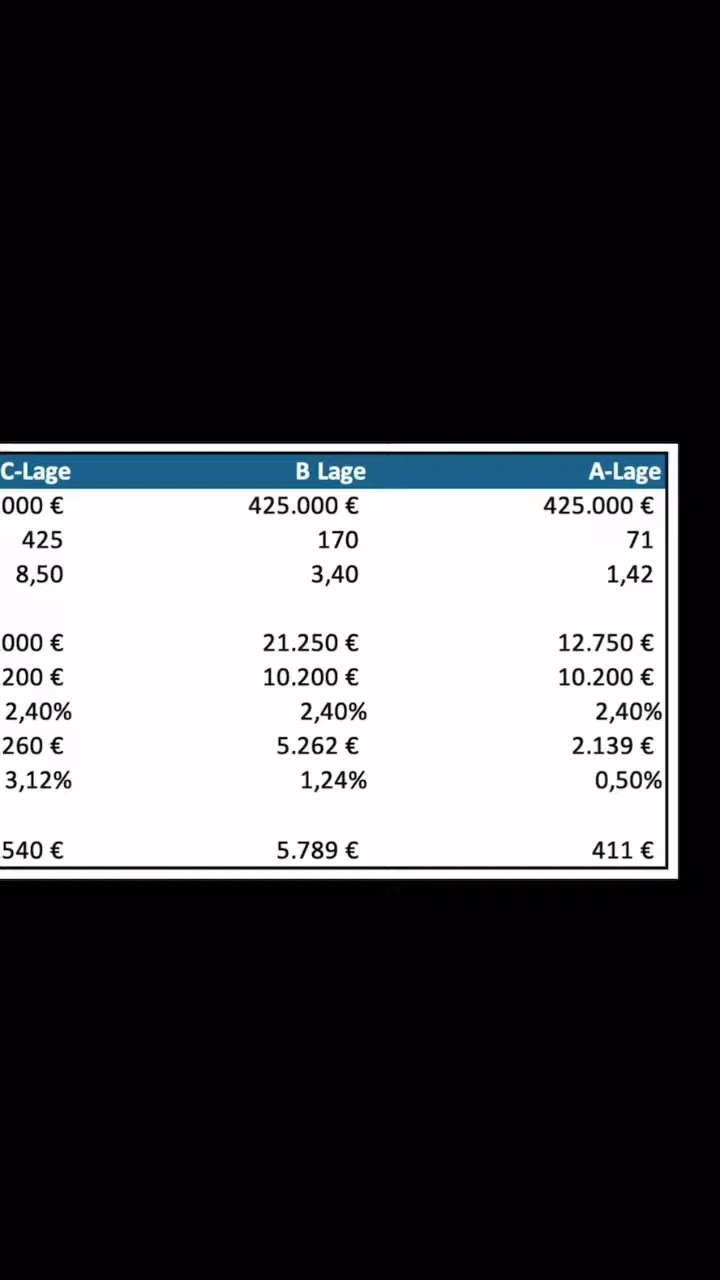 C-Lage B Lage A-Lage
.000 € 425.000 € 425.000 €
425 170 71
8,50 3,40 1,42
.000 € 21.250 € 12.750 €
.200 € 10.200 € 10.200 €
2,40% 2,40% 2,40%
.260 € 5.262 € 2.139 €
3,12% 1,24% 0,50%
.540 € 5.789 € 411 €